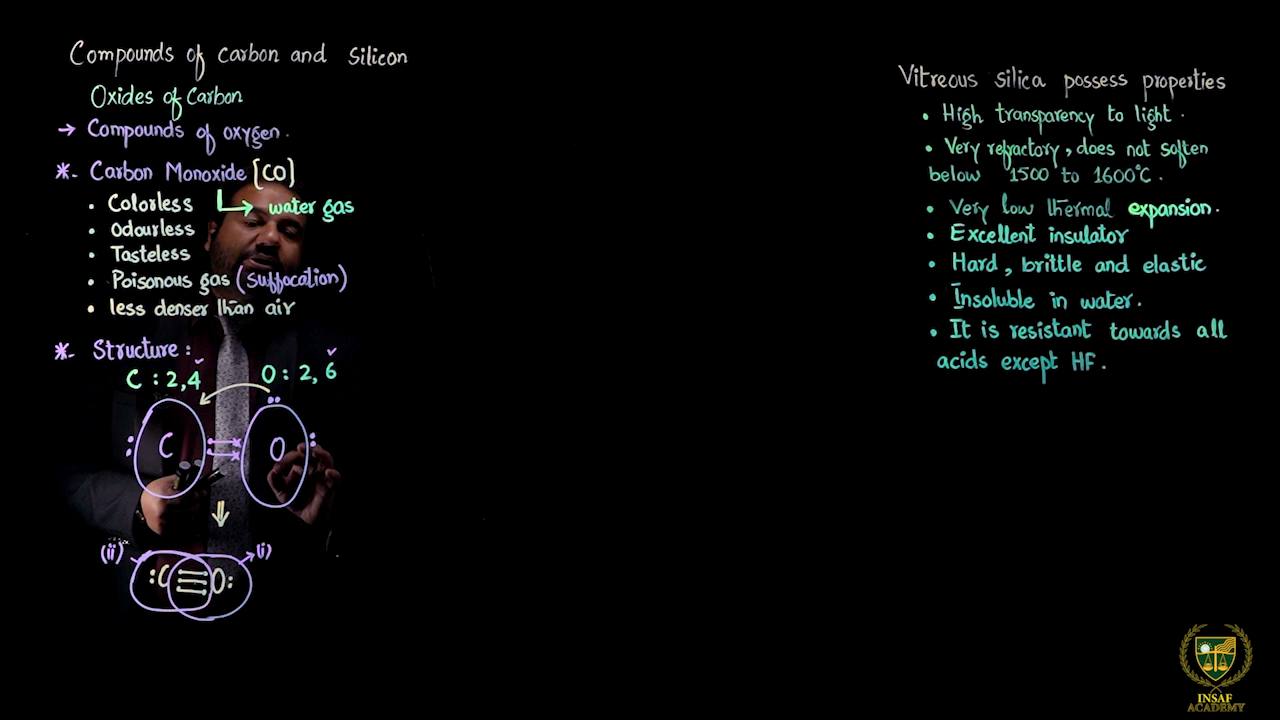 Compounds of Carbon and Silicon
Oxides of Carbon
→ Compounds of oxygen.
*- Carbon Monoxide [CO]
• Colorless
water gas
• Odourless
• Tasteless
• Poisonous gas (suffocation)
• less denser than air
*- Structure:
C : 2,4 O : 2, 6
: C O :
⇓
(ii) (i)
:C≡O:
Vitreous silica possess properties
• High transparency to light.
• Very refractory, does not soften
below 1500 to 1600°C.
• Very low thermal expansion.
• Excellent insulator
• Hard, brittle and elastic
• Insoluble in water.
• It is resistant towards all
acids except HF.
INSAF
ACADEMY